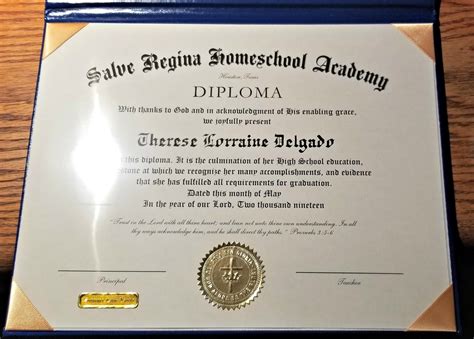 Salve Regina Homeschool Academy
Houston, Texas
DIPLOMA
With thanks to God and in acknowledgment of His enabling grace,
we joyfully present
Therese Lorraine Delgado
this diploma. It is the culmination of her High School education,
stone at which we recognize her many accomplishments, and evidence
that she has fulfilled all requirements for graduation.
Dated this month of May
In the year of our Lord, Two thousand nineteen
"Trust in the Lord with all thine heart; and lean not unto thine own understanding. In all
thy ways acknowledge him, and he shall direct thy paths." Proverbs 3:5-6
Principal
Teacher